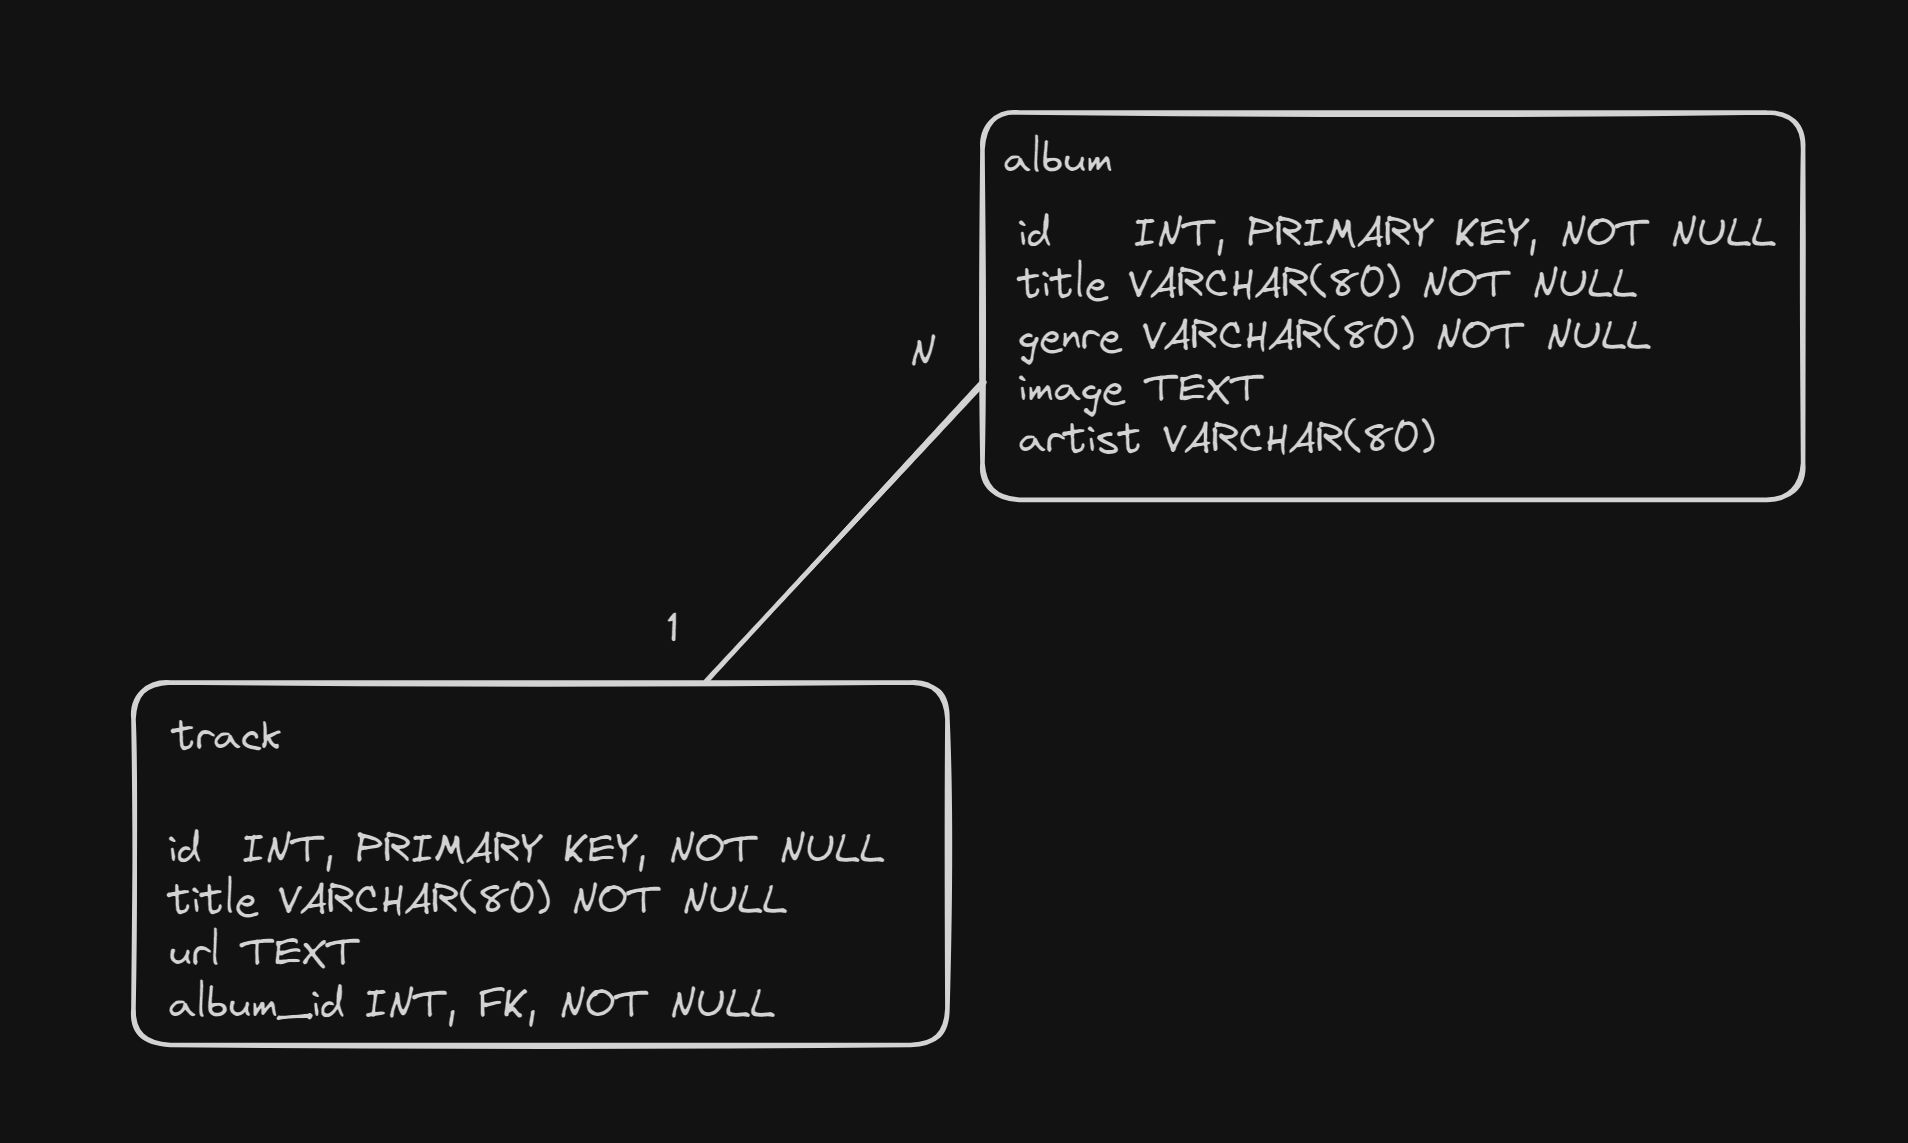 album
id INT, PRIMARY KEY, NOT NULL
title VARCHAR(80) NOT NULL
genre VARCHAR(80) NOT NULL
image TEXT
artist VARCHAR(80)
N
1
track
id INT, PRIMARY KEY, NOT NULL
title VARCHAR(80) NOT NULL
url TEXT
album_id INT, FK, NOT NULL